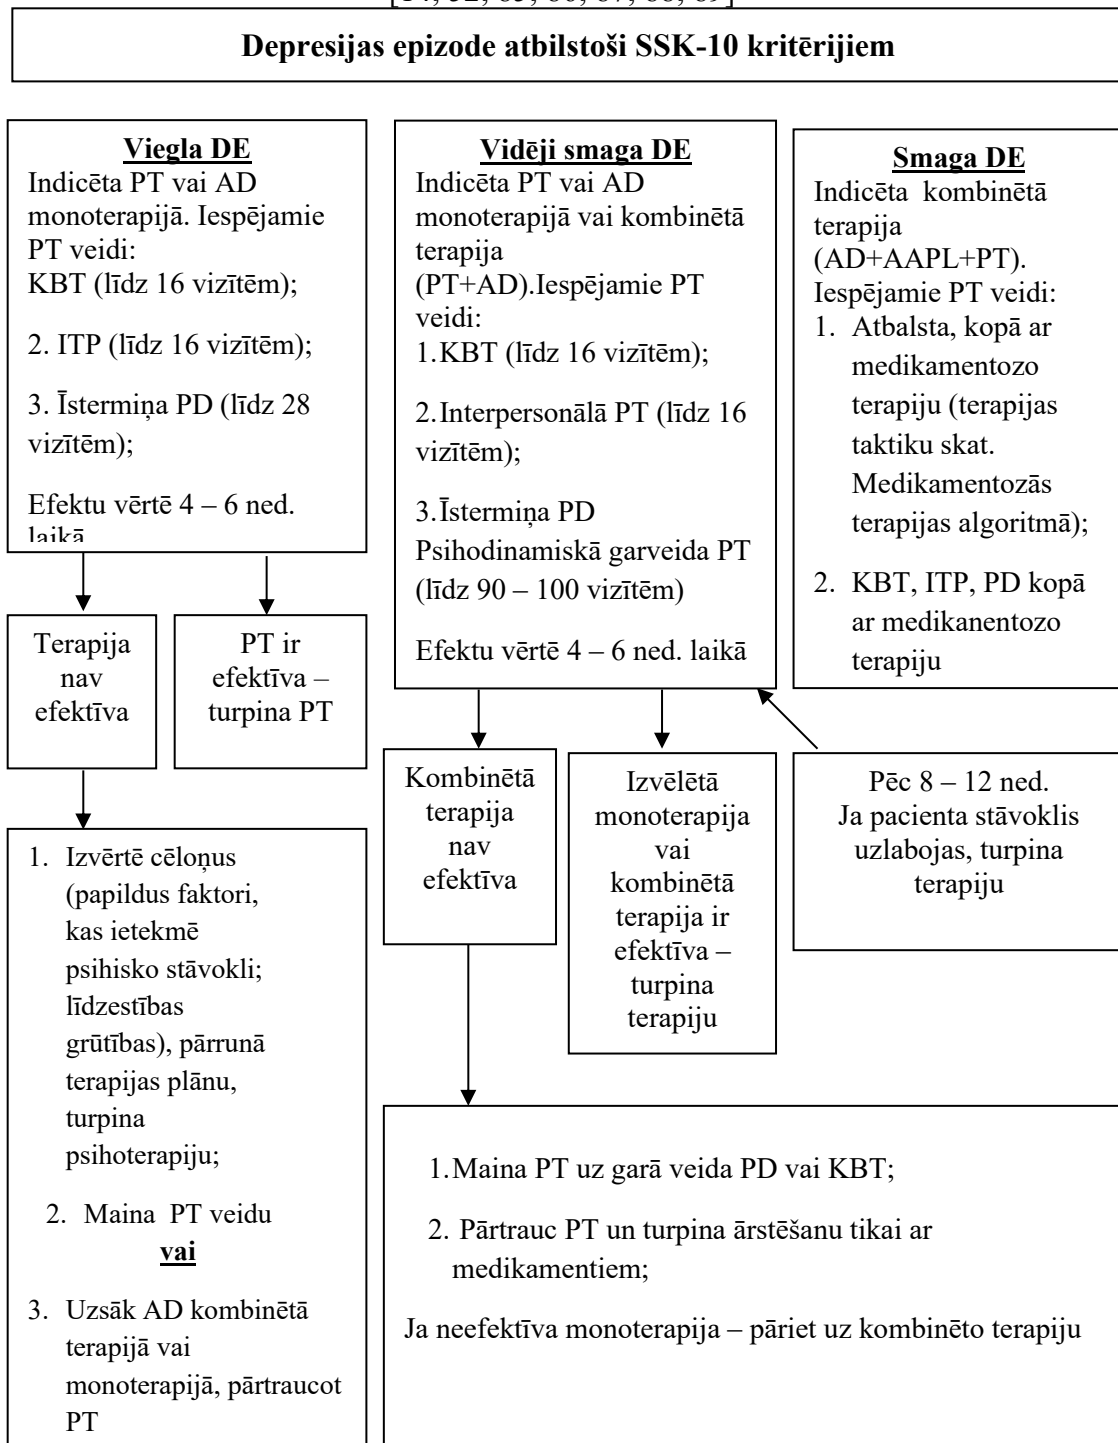 Depresijas epizode atbilstoši SSK-10 kritērijiem
Viegla DE
Indicēta PT vai AD
monoterapijā. Iespējamie
PT veidi:
KBT (līdz 16 vizītēm);
2. ITP (līdz 16 vizītēm);
3. Īstermiņa PD (līdz 28
vizītēm);
Efektu vērtē 4 – 6 ned.
laikā
Vidēji smaga DE
Indicēta PT vai AD
monoterapijā vai kombinētā
terapija
(PT+AD).Iespējamie PT
veidi:
1.KBT (līdz 16 vizītēm);
2.Interpersonālā PT (līdz 16
vizītēm);
3.Īstermiņa PD
Psihodinamiskā garveida PT
(līdz 90 – 100 vizītēm)
Efektu vērtē 4 – 6 ned. laikā
Smaga DE
Indicēta kombinētā
terapija
(AD+AAPL+PT).
Iespējamie PT veidi:
1. Atbalsta, kopā ar
medikamentozo
terapiju (terapijas
taktiku skat.
Medikamentozās
terapijas algoritmā);
2. KBT, ITP, PD kopā
ar medikanentozo
terapiju
Terapija
nav
efektīva
PT ir
efektīva –
turpina PT
Kombinētā
terapija
nav
efektīva
Izvēlētā
monoterapija
vai
kombinētā
terapija ir
efektīva –
turpina
terapiju
Pēc 8 – 12 ned.
Ja pacienta stāvoklis
uzlabojas, turpina
terapiju
1. Izvērtē cēloņus
(papildus faktori,
kas ietekmē
psihisko stāvokli;
līdzestības
grūtības), pārrunā
terapijas plānu,
turpina
psihoterapiju;
2. Maina PT veidu
vai
3. Uzsāk AD kombinētā
terapijā vai
monoterapijā, pārtraucot
PT
1.Maina PT uz garā veida PD vai KBT;
2. Pārtrauc PT un turpina ārstēšanu tikai ar
medikamentiem;
Ja neefektīva monoterapija – pāriet uz kombinēto terapiju